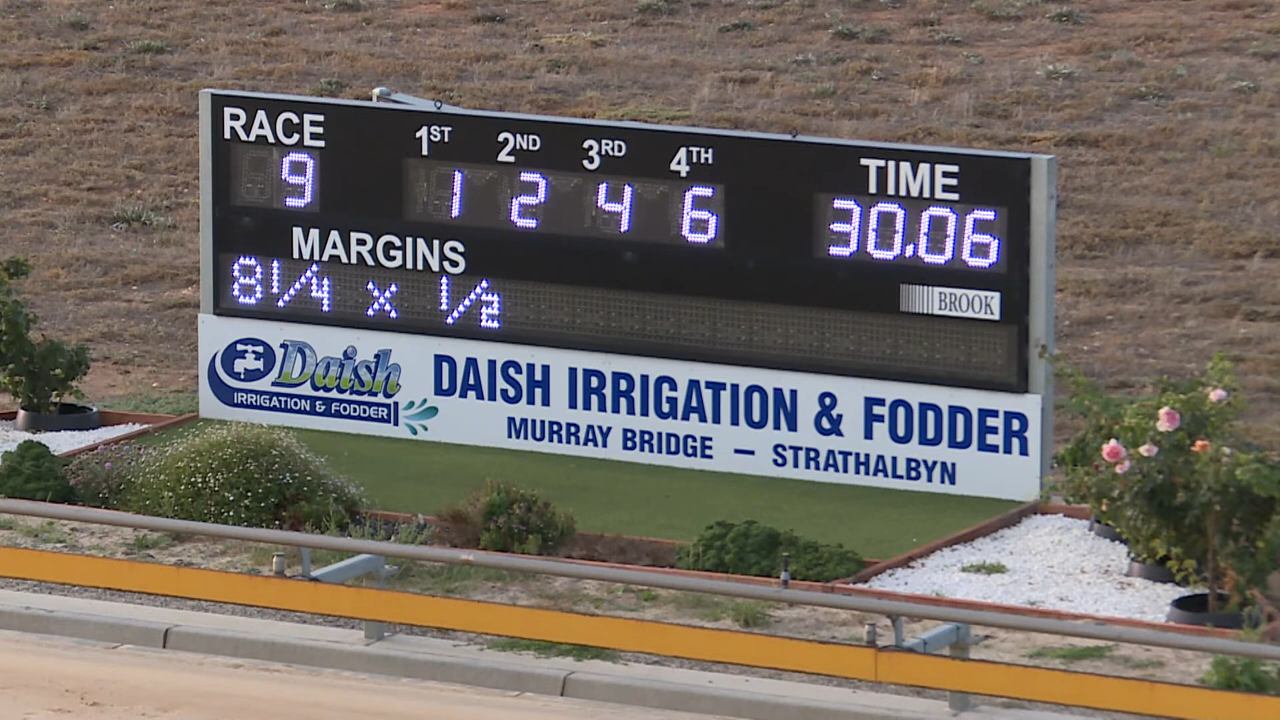 RACE 1ST 2ND 3RD 4TH TIME
9 1 2 4 6 30.06
MARGINS
8 1/4 x 1/2
BROOK
Daish
IRRIGATION & FODDER
DAISH IRRIGATION & FODDER
MURRAY BRIDGE – STRATHALBYN